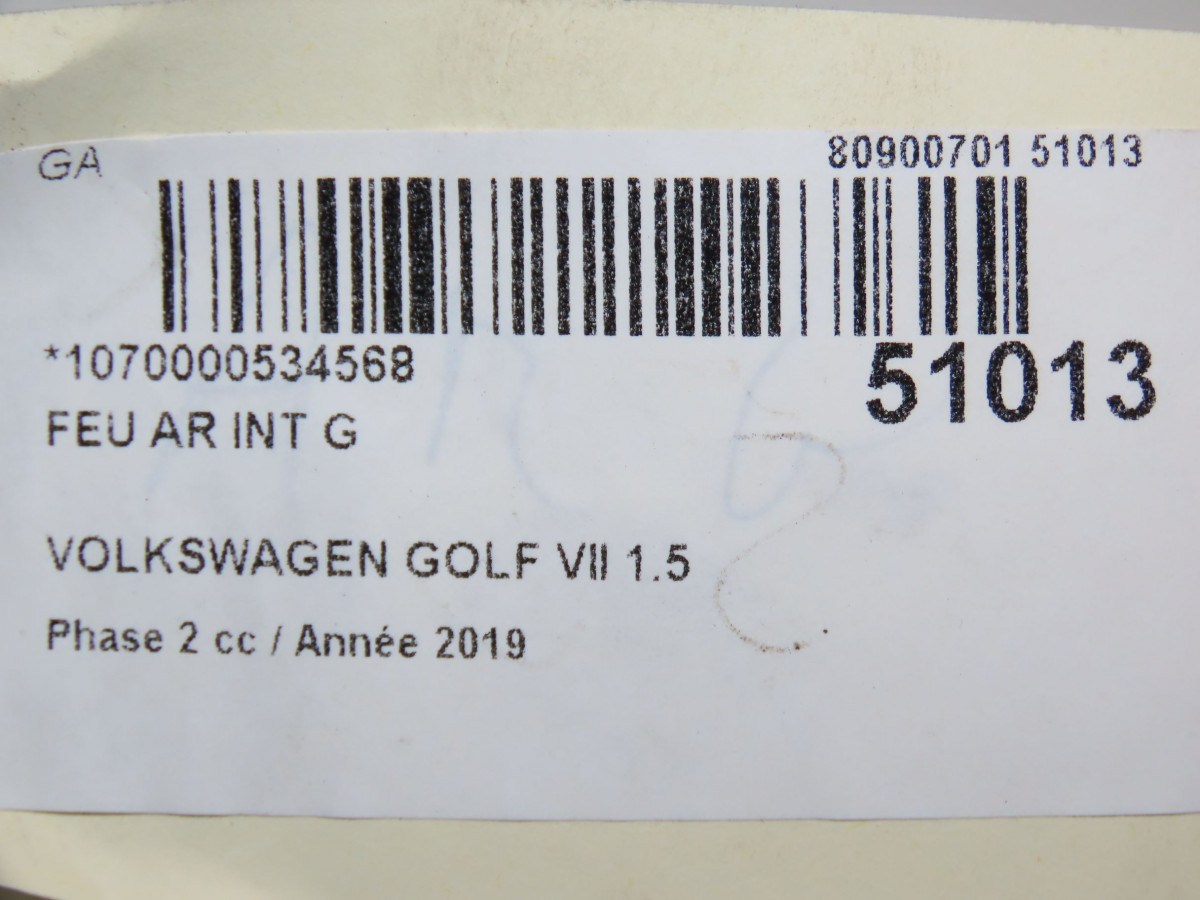 GA
80900701 51013
*1070000534568
51013
FEU AR INT G
VOLKSWAGEN GOLF VII 1.5
Phase 2 cc / Année 2019